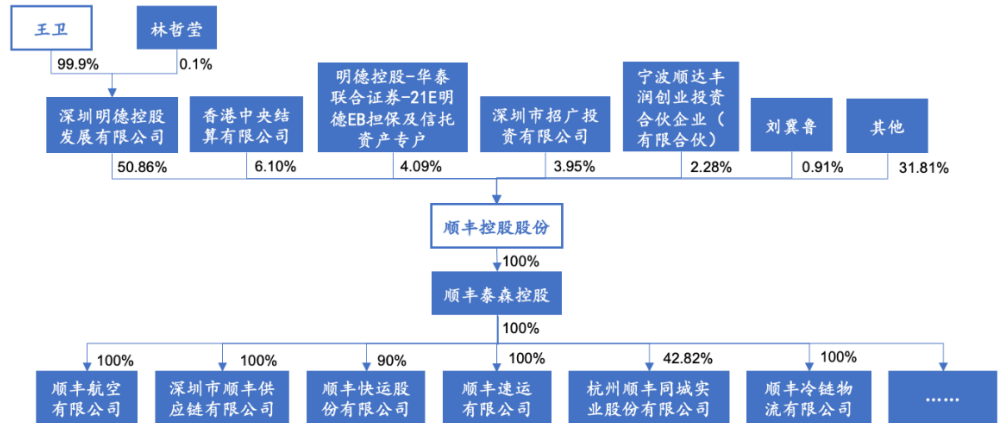 王卫
林哲莹
99.9%
0.1%
深圳明德控股
发展有限公司
香港中央结
算有限公司
明德控股-华泰
联合证券-21E明
德EB担保及信托
资产专户
深圳市招广投
资有限公司
宁波顺达丰
润创业投资
合伙企业（
有限合伙）
刘冀鲁
其他
50.86%
6.10%
4.09%
3.95%
2.28%
0.91%
31.81%
顺丰控股股份
100%
顺丰泰森控股
100%
100%
100%
90%
100%
42.82%
100%
顺丰航空
有限公司
深圳市顺丰供
应链有限公司
顺丰快运股
份有限公司
顺丰速运
有限公司
杭州顺丰同城实
业股份有限公司
顺丰冷链物
流有限公司
……